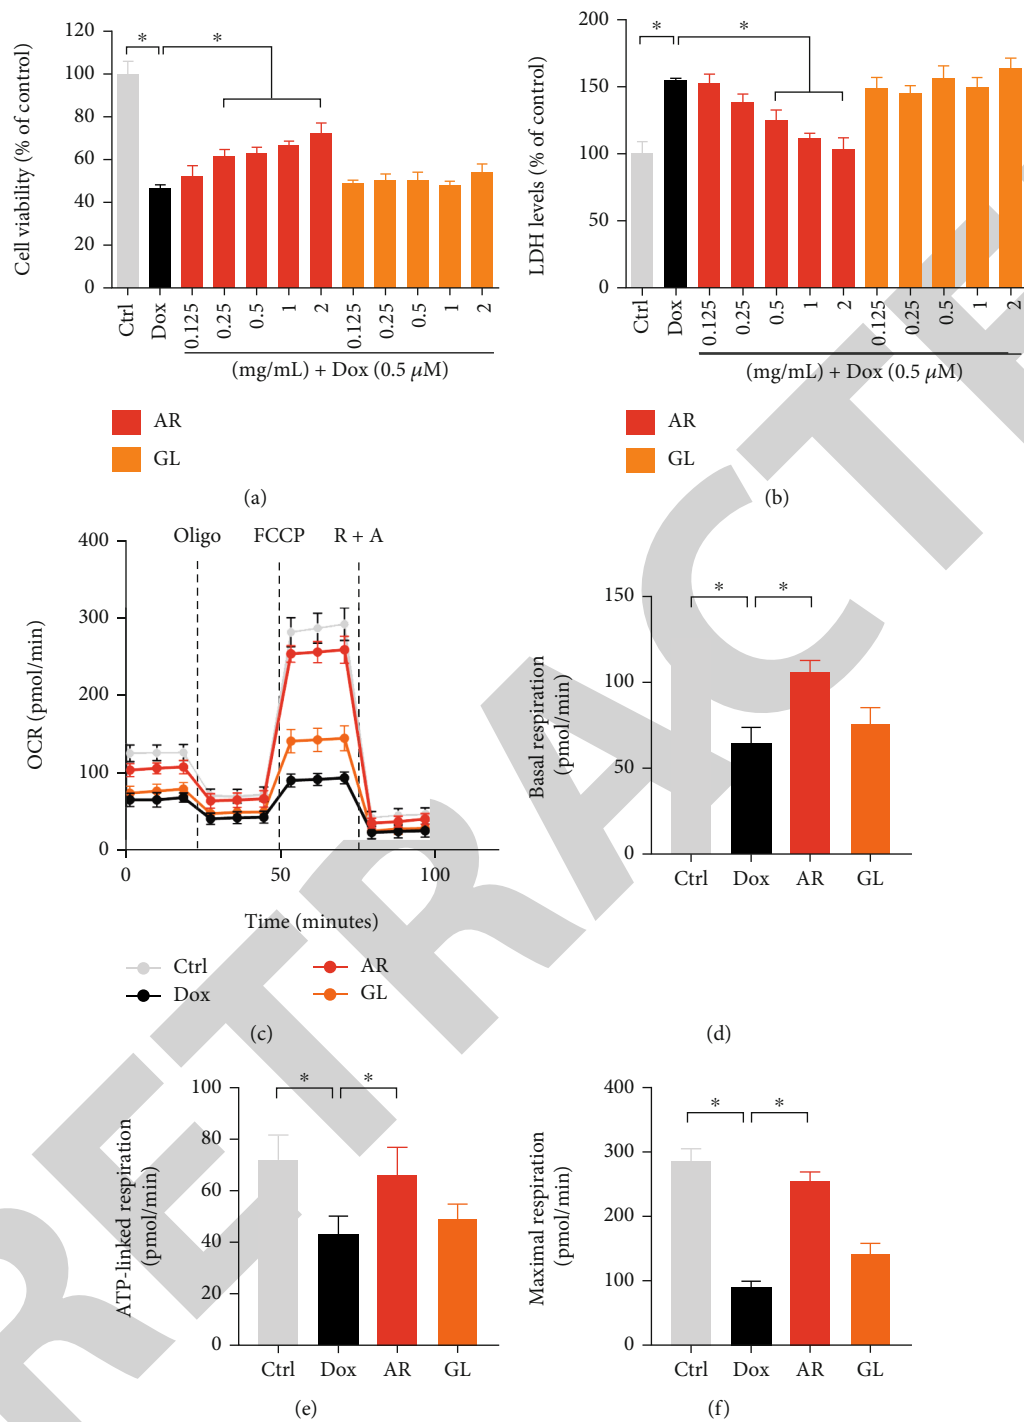 Cell viability (% of control)
120
100
80
60
40
20
0
*
*
Ctrl
Dox
0.125
0.25
0.5
1
2
0.125
0.25
0.5
1
2
(mg/mL) + Dox (0.5 μM)
AR
GL
(a)
LDH levels (% of control)
200
150
100
50
0
*
*
Ctrl
Dox
0.125
0.25
0.5
1
2
0.125
0.25
0.5
1
2
(mg/mL) + Dox (0.5 μM)
AR
GL
(b)
OCR (pmol/min)
400
300
200
100
0
Oligo
FCCP
R + A
0
50
100
Time (minutes)
Ctrl
Dox
AR
GL
(c)
Basal respiration
(pmol/min)
150
100
50
0
*
*
Ctrl
Dox
AR
GL
(d)
ATP-linked respiration
(pmol/min)
100
80
60
40
20
0
*
*
Ctrl
Dox
AR
GL
(e)
Maximal respiration
(pmol/min)
400
300
200
100
0
*
*
Ctrl
Dox
AR
GL
(f)
RETRACTE